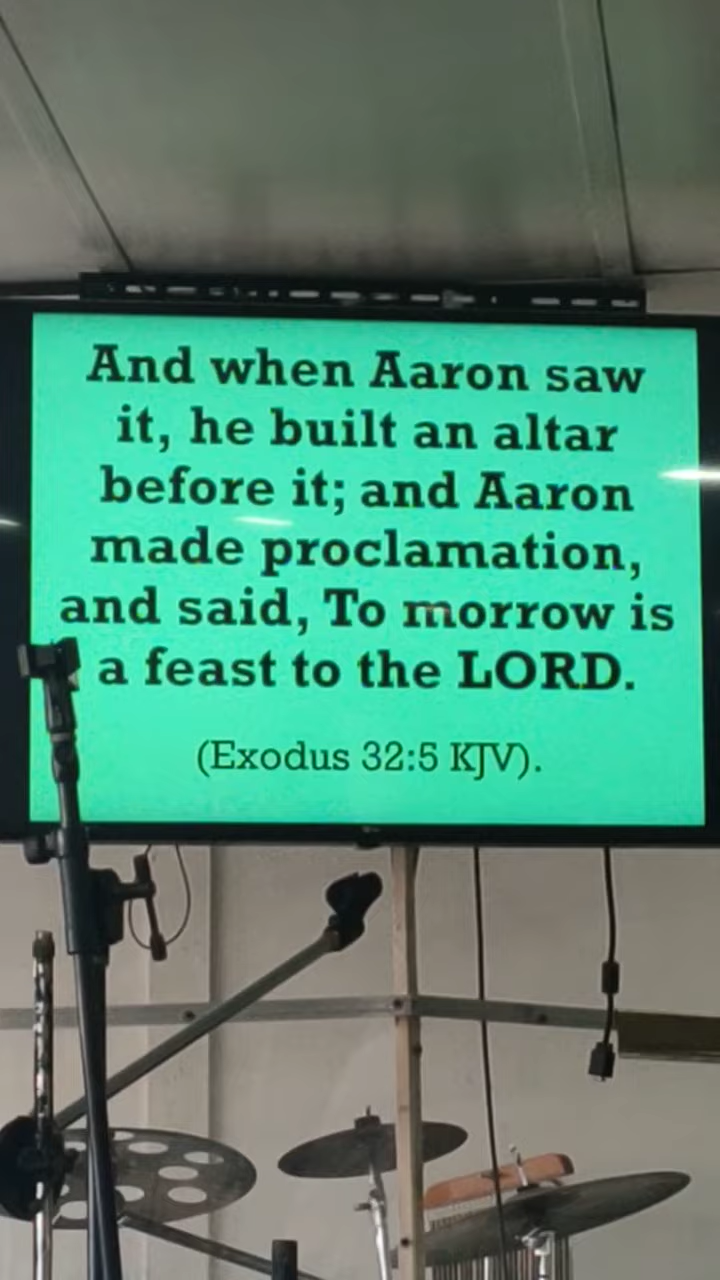 And when Aaron saw
it, he built an altar
before it; and Aaron
made proclamation,
and said, To morrow is
a feast to the LORD.
(Exodus 32:5 KJV).